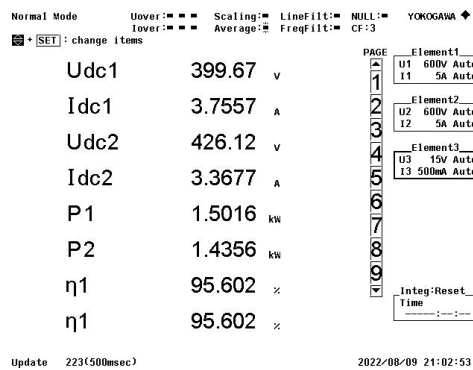 Normal Mode Uover: Scaling: LineFilt: NULL: YOKOGAWA ◆
Iover: Average: FreqFilt: CF:3
+ SET : change items
PAGE
Udc1 399.67 V
Idc1 3.7557 A
Udc2 426.12 V
Idc2 3.3677 A
P1 1.5016 kW
P2 1.4356 kW
η1 95.602 %
η1 95.602 %
1
2
3
4
5
6
7
8
9
Element1
U1 600V Auto
I1 5A Auto
Element2
U2 600V Auto
I2 5A Auto
Element3
U3 15V Auto
I3 500mA Auto
Integ:Reset
Time
-----:--:--
Update 223(500msec) 2022/08/09 21:02:53